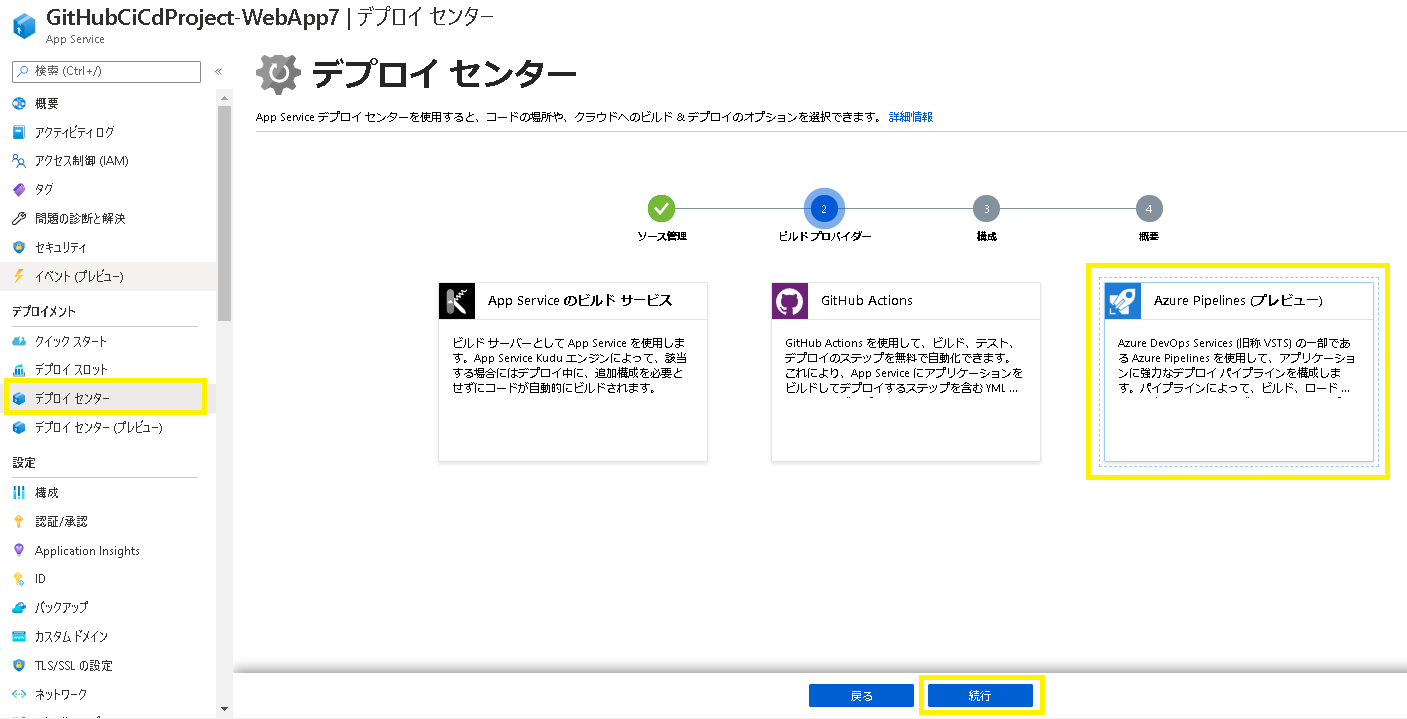 GitHubCiCdProject-WebApp7 | デプロイ センター
App Service
検索 (Ctrl+/)
«
概要
アクティビティ ログ
アクセス制御 (IAM)
タグ
問題の診断と解決
セキュリティ
イベント (プレビュー)
デプロイメント
クイック スタート
デプロイ スロット
デプロイ センター
デプロイ センター (プレビュー)
設定
構成
認証/承認
Application Insights
ID
バックアップ
カスタム ドメイン
TLS/SSL の設定
ネットワーク
デプロイ センター
App Service デプロイ センターを使用すると、コードの場所や、クラウドへのビルド & デプロイのオプションを選択できます。 詳細情報
2
3
4
ソース管理
ビルド プロバイダー
構成
概要
App Service のビルド サービス
ビルド サーバーとして App Service を使用しま
す。App Service Kudu エンジンによって、該当
する場合にはデプロイ中に、追加構成を必要と
せずにコードが自動的にビルドされます。
GitHub Actions
GitHub Actions を使用して、ビルド、テスト、
デプロイのステップを無料で自動化できます。
これにより、App Service にアプリケーションを
ビルドしてデプロイするステップを含む YML ...
Azure Pipelines (プレビュー)
Azure DevOps Services (旧称 VSTS) の一部であ
る Azure Pipelines を使用して、アプリケーショ
ンに強力なデプロイ パイプラインを構成しま
す。パイプラインによって、ビルド、ロード ...
戻る
続行